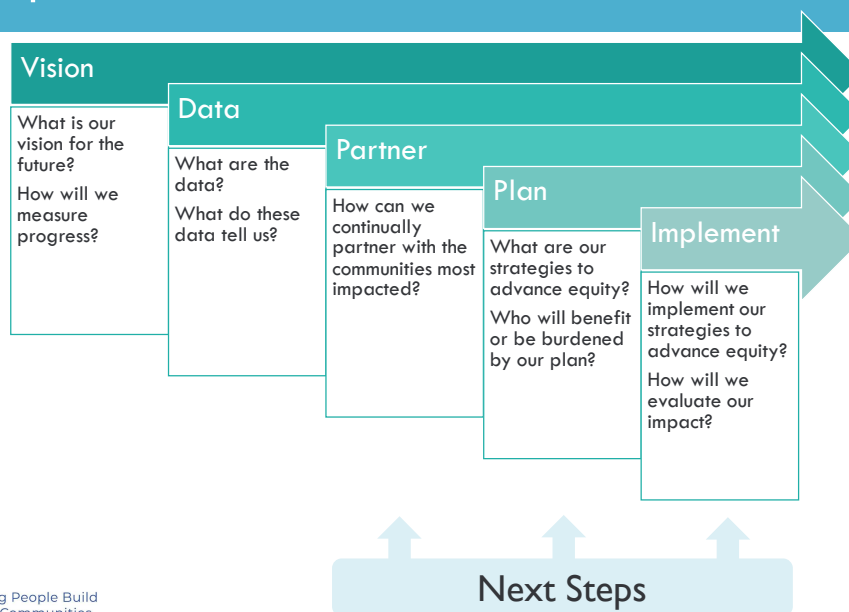 Vision
What is our
vision for the
future?
How will we
measure
progress?
Data
What are the
data?
What do these
data tell us?
Partner
How can we
continually
partner with the
communities most
impacted?
Plan
What are our
strategies to
advance equity?
Who will benefit
or be burdened
by our plan?
Implement
How will we
implement our
strategies to
advance equity?
How will we
evaluate our
impact?
Next Steps
g People Build
Communities